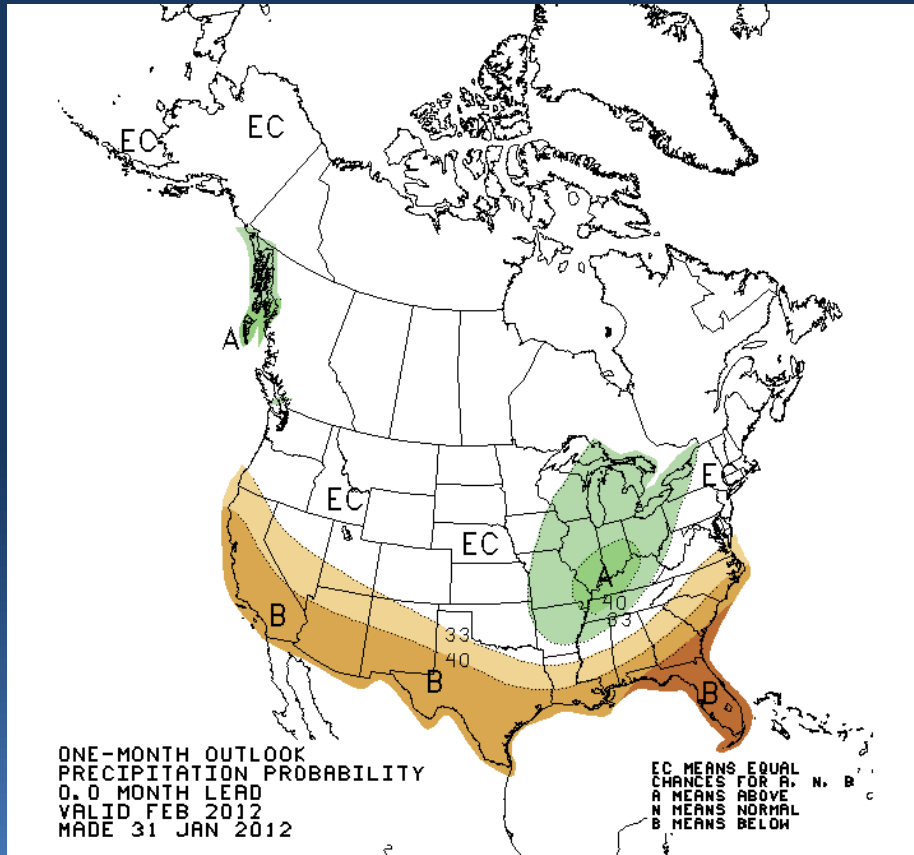 EC
EC
A
EC
EC
EC
A
40
33
B
33
40
B
B
ONE-MONTH OUTLOOK
PRECIPITATION PROBABILITY
0.0 MONTH LEAD
VALID FEB 2012
MADE 31 JAN 2012
EC MEANS EQUAL
CHANCES FOR A, N, B
A MEANS ABOVE
N MEANS NORMAL
B MEANS BELOW